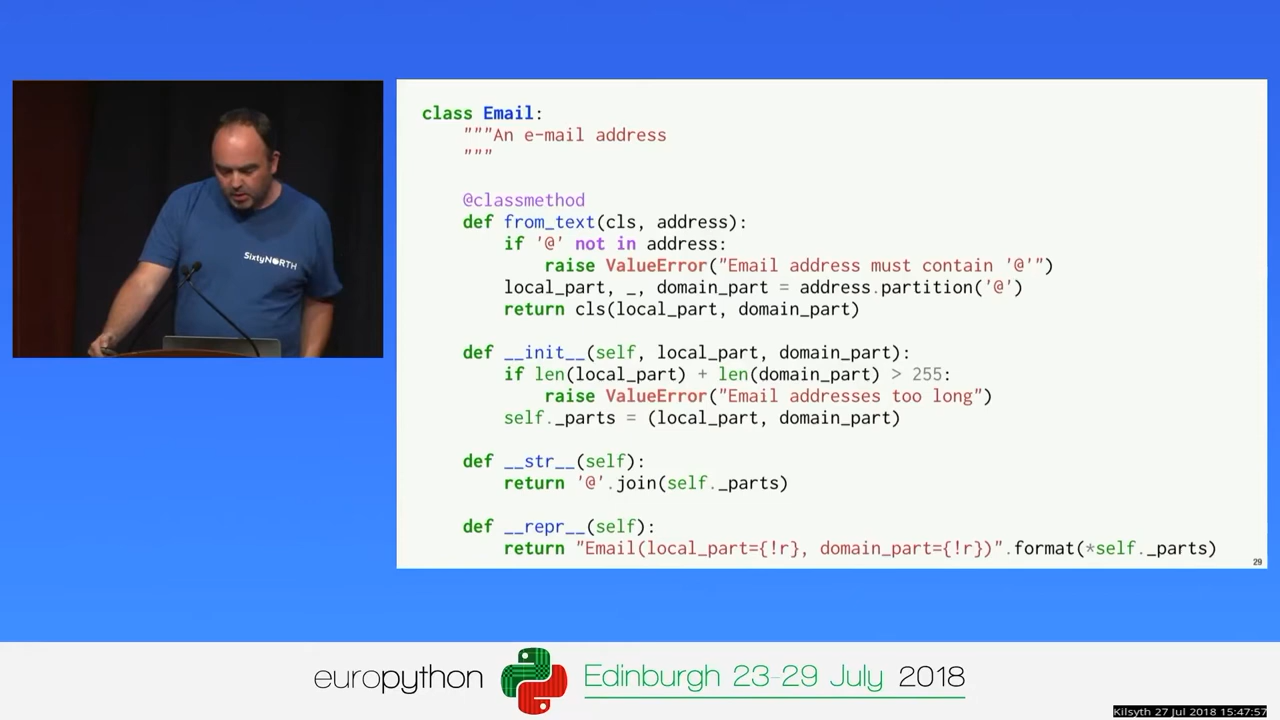 SixtyNORTH
class Email:
"""An e-mail address
"""
@classmethod
def from_text(cls, address):
if '@' not in address:
raise ValueError("Email address must contain '@'")
local_part, _, domain_part = address.partition('@')
return cls(local_part, domain_part)
def __init__(self, local_part, domain_part):
if len(local_part) + len(domain_part) > 255:
raise ValueError("Email addresses too long")
self._parts = (local_part, domain_part)
def __str__(self):
return '@'.join(self._parts)
def __repr__(self):
return "Email(local_part={!r}, domain_part={!r})".format(*self._parts)
29
europython
Edinburgh 23-29 July 2018
Kilsyth 27 Jul 2018 15:47:57